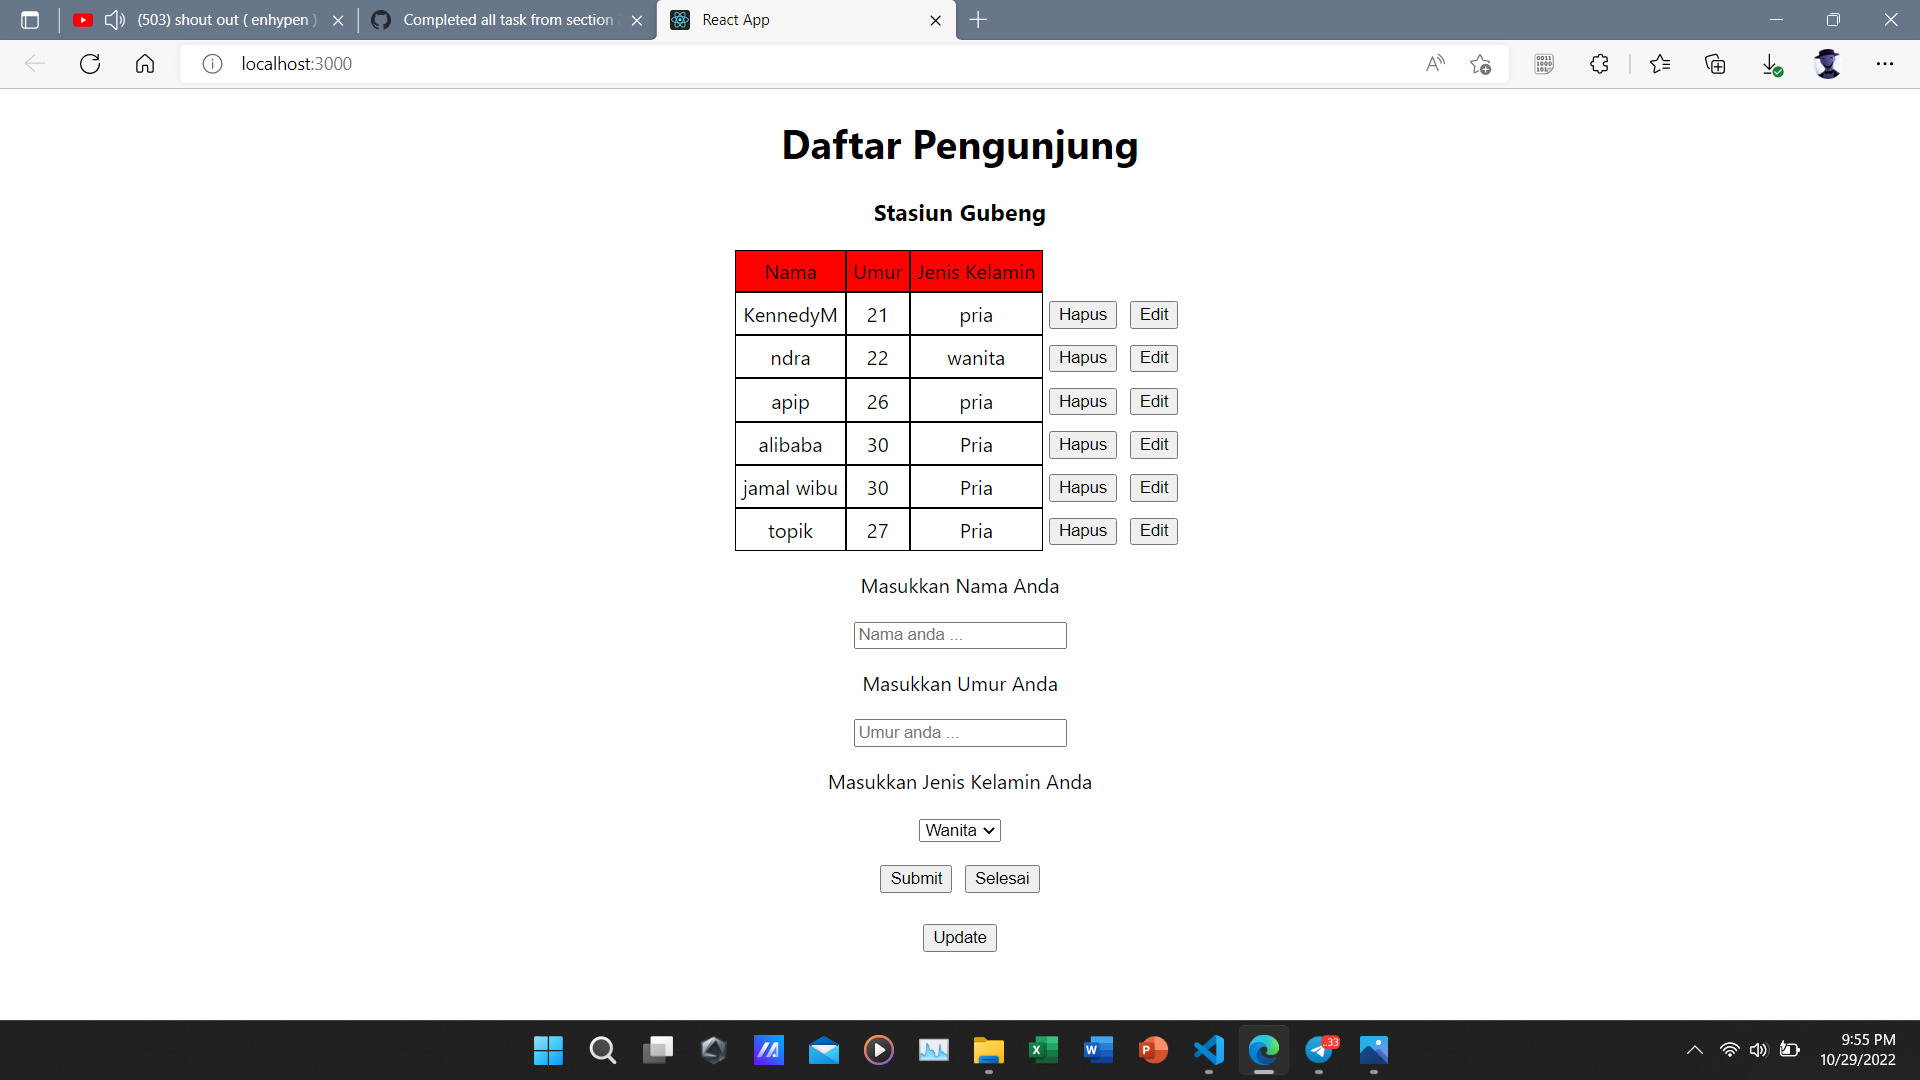 (503) shout out ( enhypen )
Completed all task from section
React App
localhost:3000
Daftar Pengunjung
Stasiun Gubeng
Nama Umur Jenis Kelamin
KennedyM 21 pria Hapus Edit
ndra 22 wanita Hapus Edit
apip 26 pria Hapus Edit
alibaba 30 Pria Hapus Edit
jamal wibu 30 Pria Hapus Edit
topik 27 Pria Hapus Edit
Masukkan Nama Anda
Nama anda ...
Masukkan Umur Anda
Umur anda ...
Masukkan Jenis Kelamin Anda
Wanita
Submit Selesai
Update
9:55 PM
10/29/2022